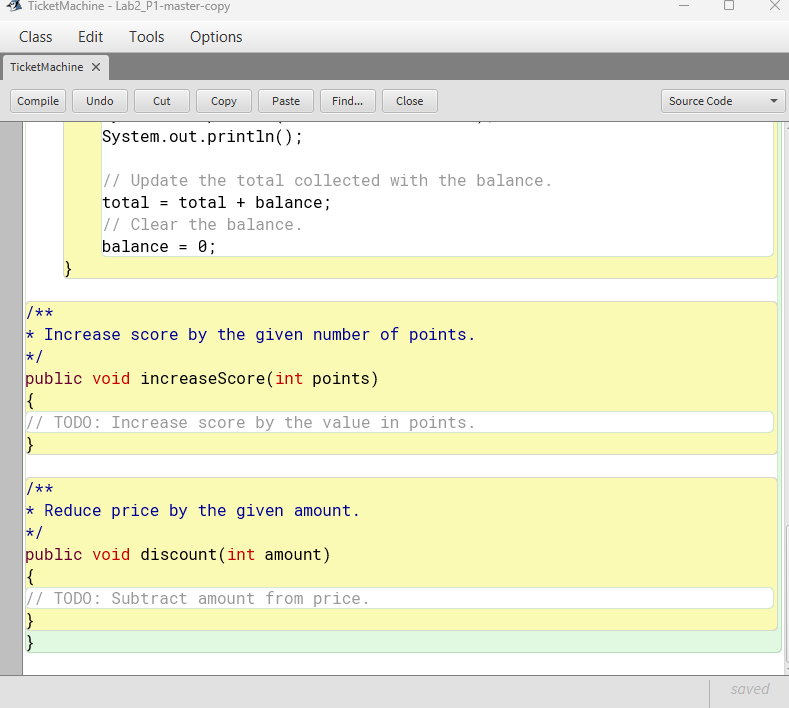 TicketMachine - Lab2_P1-master-copy
Class Edit Tools Options
TicketMachine ✕
Compile Undo Cut Copy Paste Find... Close Source Code
System.out.println();
// Update the total collected with the balance.
total = total + balance;
// Clear the balance.
balance = 0;
}
/**
* Increase score by the given number of points.
*/
public void increaseScore(int points)
{
// TODO: Increase score by the value in points.
}
/**
* Reduce price by the given amount.
*/
public void discount(int amount)
{
// TODO: Subtract amount from price.
}
}
saved